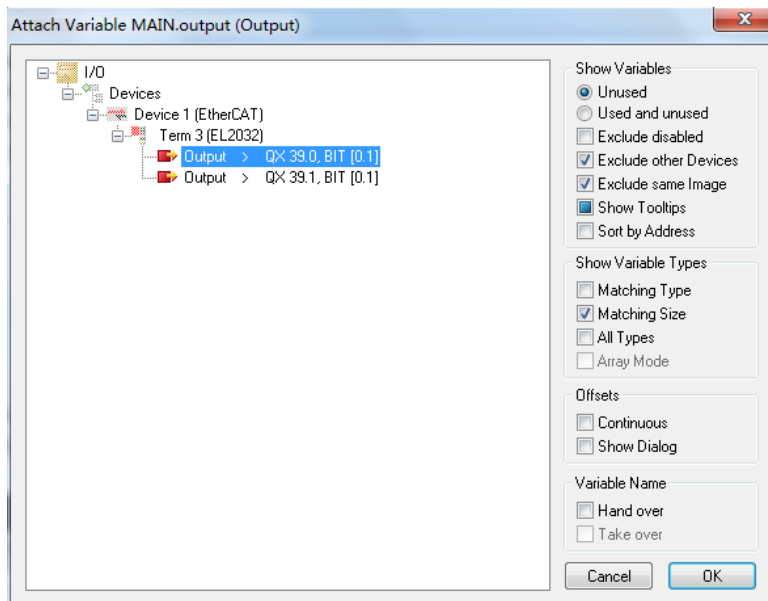 Attach Variable MAIN.output (Output)
I/O
Devices
Device 1 (EtherCAT)
Term 3 (EL2032)
Output > QX 39.0, BIT [0.1]
Output > QX 39.1, BIT [0.1]
Show Variables
Unused
Used and unused
Exclude disabled
Exclude other Devices
Exclude same Image
Show Tooltips
Sort by Address
Show Variable Types
Matching Type
Matching Size
All Types
Array Mode
Offsets
Continuous
Show Dialog
Variable Name
Hand over
Take over
Cancel OK